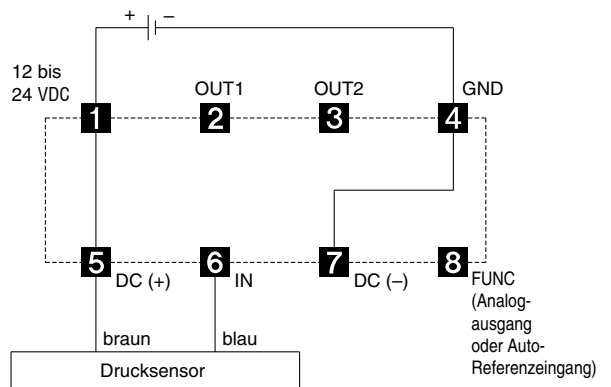 + –
12 bis
24 VDC
OUT1
OUT2
GND
1
2
3
4
5
6
7
8
DC (+)
IN
DC (–)
FUNC
(Analog-
ausgang
oder Auto-
Referenzeingang)
braun
blau
Drucksensor